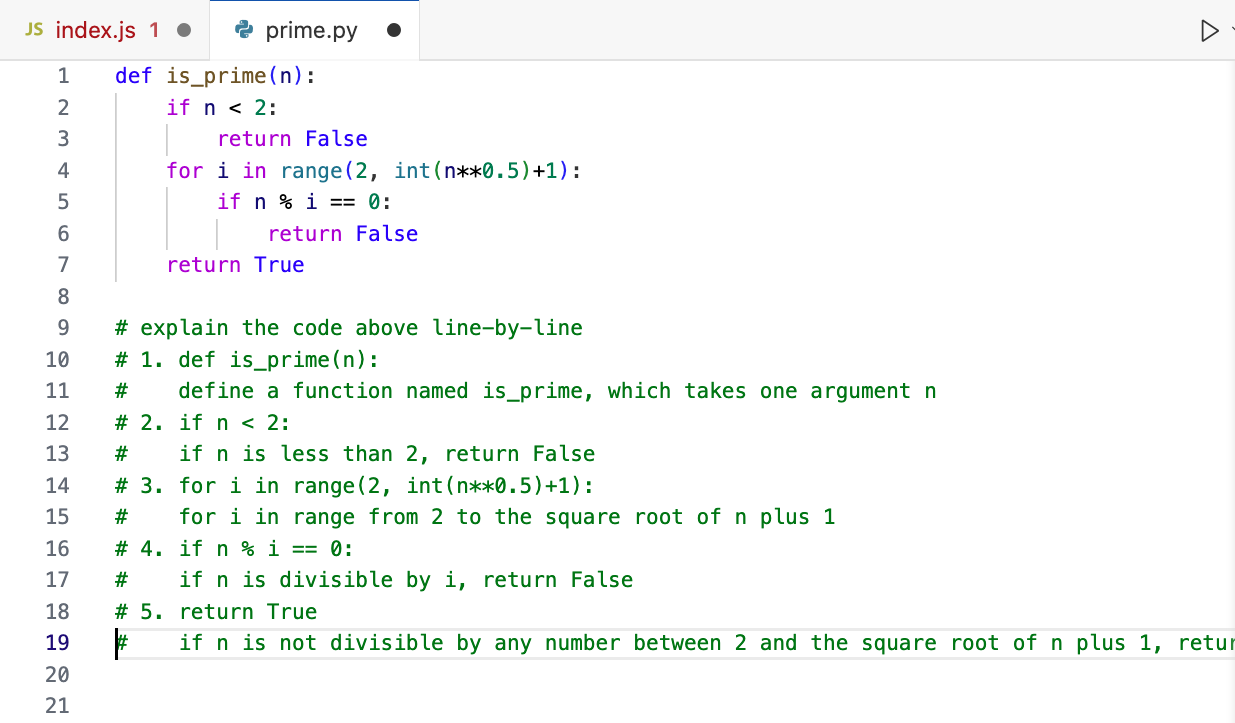 JS index.js 1
prime.py
1 def is_prime(n):
2     if n < 2:
3         return False
4     for i in range(2, int(n**0.5)+1):
5         if n % i == 0:
6             return False
7     return True
8
9 # explain the code above line-by-line
10 # 1. def is_prime(n):
11 #    define a function named is_prime, which takes one argument n
12 # 2. if n < 2:
13 #    if n is less than 2, return False
14 # 3. for i in range(2, int(n**0.5)+1):
15 #    for i in range from 2 to the square root of n plus 1
16 # 4. if n % i == 0:
17 #    if n is divisible by i, return False
18 # 5. return True
19 #    if n is not divisible by any number between 2 and the square root of n plus 1,
20
21